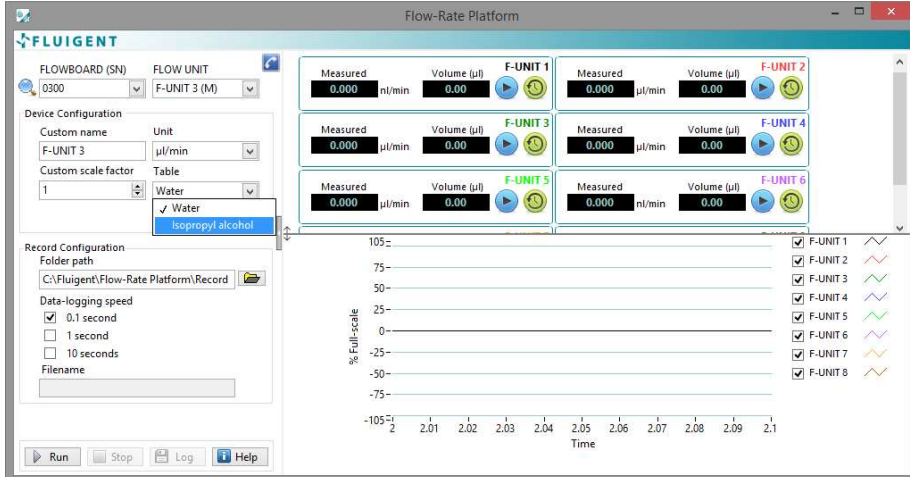 Flow-Rate Platform
FLUIGENT
FLOWBOARD (SN) FLOW UNIT
0300 F-UNIT 3 (M)
Device Configuration
Custom name Unit
F-UNIT 3 µl/min
Custom scale factor Table
1 Water
✓ Water
Isopropyl alcohol
Record Configuration
Folder path
C:\Fluigent\Flow-Rate Platform\Record
Data-logging speed
0.1 second
1 second
10 seconds
Filename
Run Stop Log Help
F-UNIT 1
Measured Volume (µl)
0.000 nl/min 0.00
F-UNIT 2
Measured Volume (µl)
0.000 µl/min 0.00
F-UNIT 3
Measured Volume (µl)
0.000 µl/min 0.00
F-UNIT 4
Measured Volume (µl)
0.000 µl/min 0.00
F-UNIT 5
Measured Volume (µl)
0.000 µl/min 0.00
F-UNIT 6
Measured Volume (µl)
0.000 nl/min 0.00
% Full-scale
105
75
50
25
0
-25
-50
-75
-105
2 2.01 2.02 2.03 2.04 2.05 2.06 2.07 2.08 2.09 2.1
Time
F-UNIT 1
F-UNIT 2
F-UNIT 3
F-UNIT 4
F-UNIT 5
F-UNIT 6
F-UNIT 7
F-UNIT 8